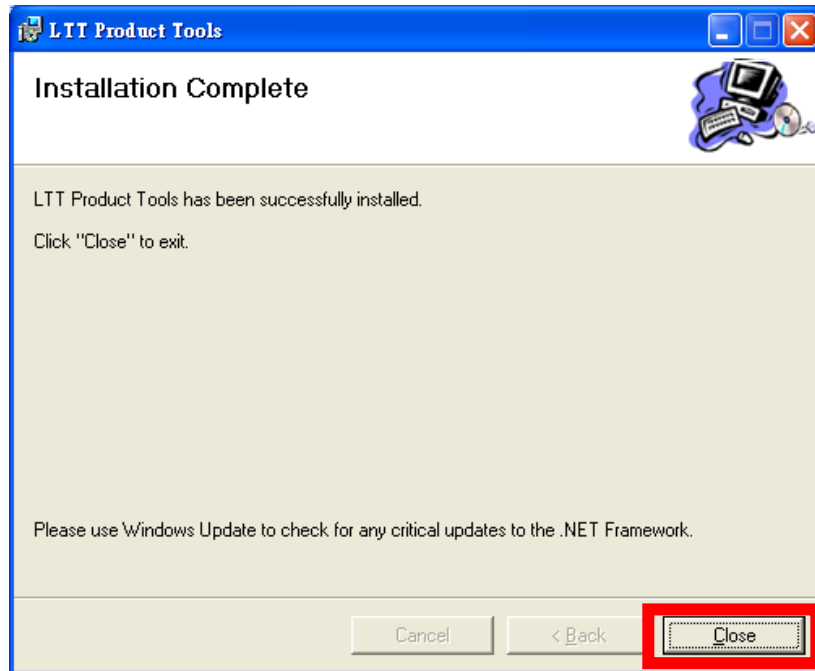 LTT Product Tools
Installation Complete
LTT Product Tools has been successfully installed.
Click "Close" to exit.
Please use Windows Update to check for any critical updates to the .NET Framework.
Cancel
< Back
Close